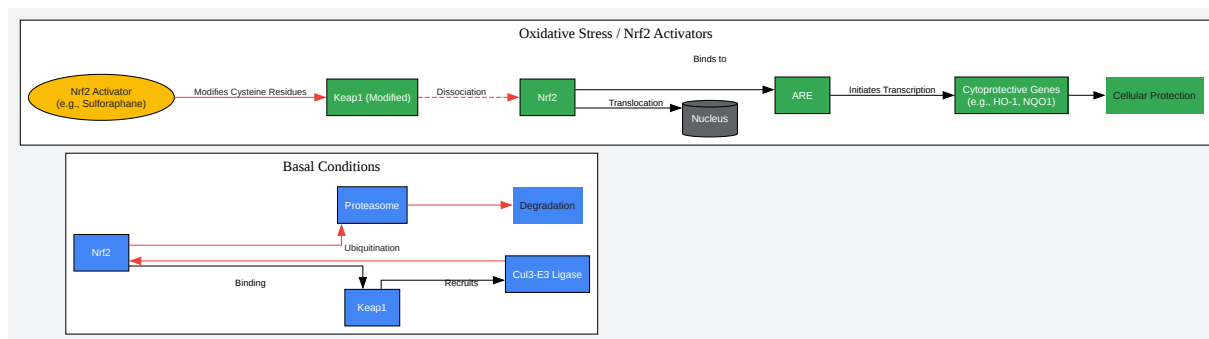 Oxidative Stress / Nrf2 Activators
Nrf2 Activator
(e.g., Sulforaphane)
Modifies Cysteine Residues
Keap1 (Modified)
Dissociation
Nrf2
Binds to
Translocation
Nucleus
ARE
Initiates Transcription
Cytoprotective Genes
(e.g., HO-1, NQO1)
Cellular Protection
Basal Conditions
Proteasome
Degradation
Nrf2
Ubiquitination
Binding
Keap1
Recruits
Cul3-E3 Ligase